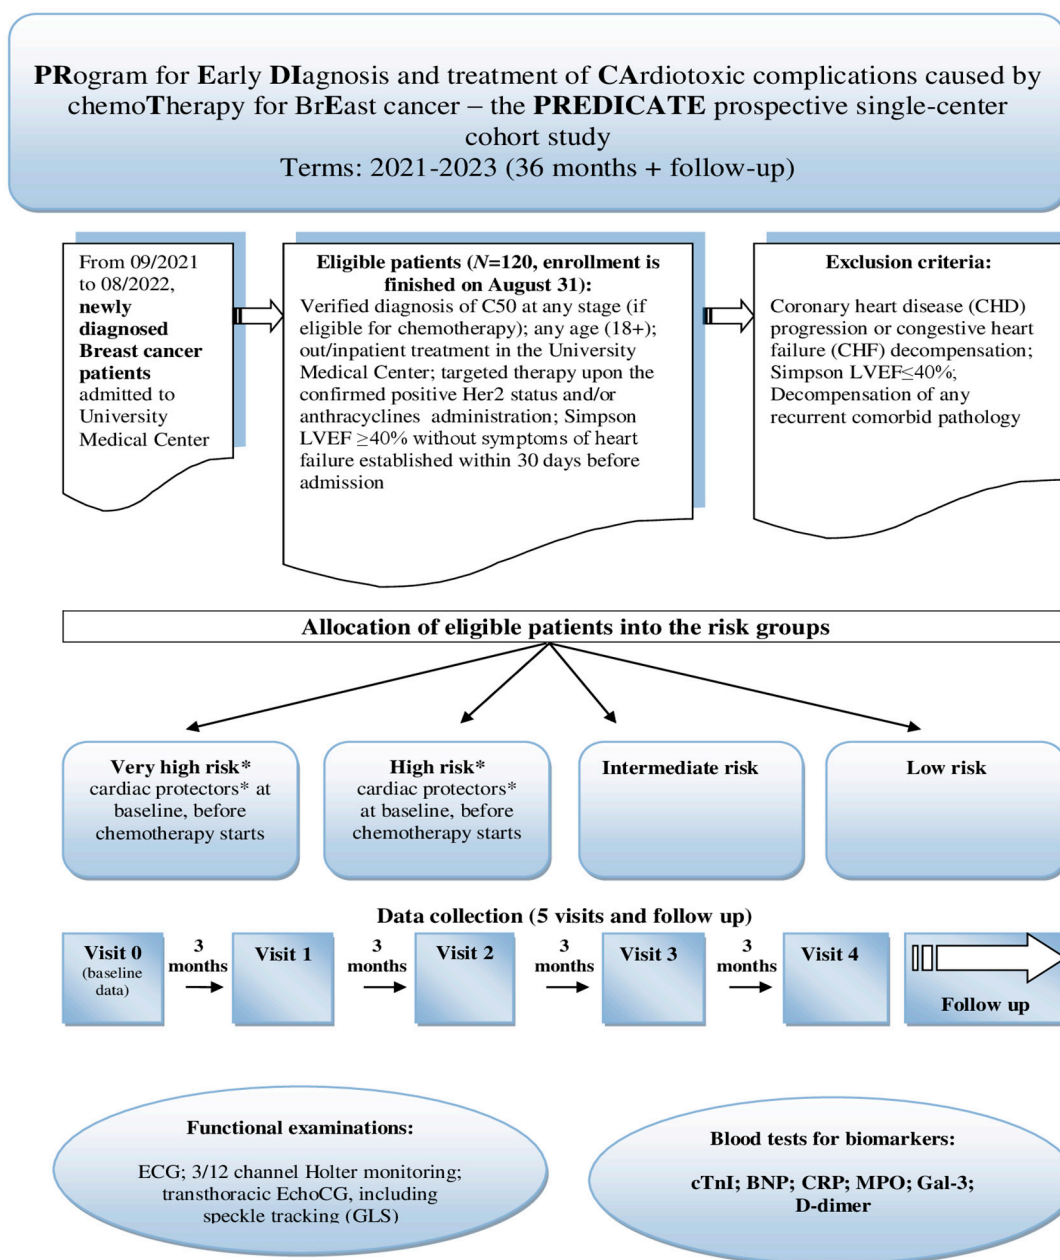 PRogram for Early DIagnosis and treatment of CArdiotoxic complications caused by
chemoTherapy for BrEast cancer – the PREDICATE prospective single-center
cohort study
Terms: 2021-2023 (36 months + follow-up)
From 09/2021
to 08/2022,
newly
diagnosed
Breast cancer
patients
admitted to
University
Medical Center
Eligible patients (N=120, enrollment is
finished on August 31):
Verified diagnosis of C50 at any stage (if
eligible for chemotherapy); any age (18+);
out/inpatient treatment in the University
Medical Center; targeted therapy upon the
confirmed positive Her2 status and/or
anthracyclines administration; Simpson
LVEF ≥40% without symptoms of heart
failure established within 30 days before
admission
Exclusion criteria:
Coronary heart disease (CHD)
progression or congestive heart
failure (CHF) decompensation;
Simpson LVEF≤40%;
Decompensation of any
recurrent comorbid pathology
Allocation of eligible patients into the risk groups
Very high risk*
cardiac protectors* at
baseline, before
chemotherapy starts
High risk*
cardiac protectors*
at baseline, before
chemotherapy starts
Intermediate risk
Low risk
Data collection (5 visits and follow up)
Visit 0
(baseline
data)
3
months
Visit 1
3
months
Visit 2
3
months
Visit 3
3
months
Visit 4
Follow up
Functional examinations:
ECG; 3/12 channel Holter monitoring;
transthoracic EchoCG, including
speckle tracking (GLS)
Blood tests for biomarkers:
cTnI; BNP; CRP; MPO; Gal-3;
D-dimer